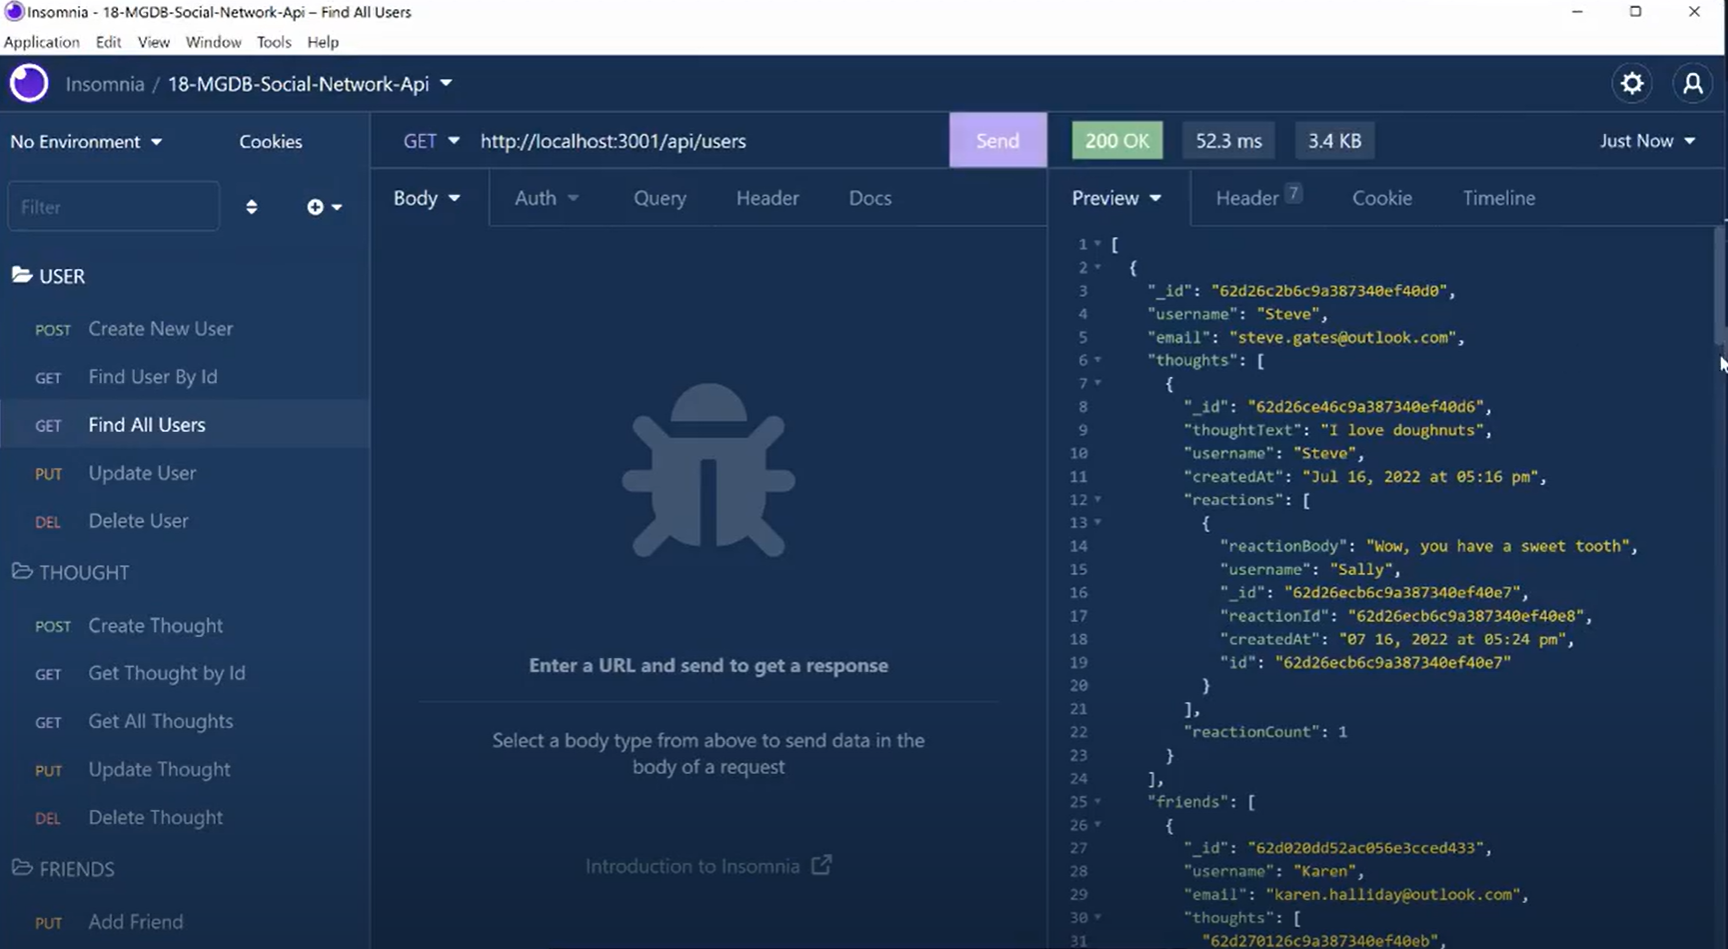 Insomnia - 18-MGDB-Social-Network-Api – Find All Users
Application Edit View Window Tools Help
Insomnia / 18-MGDB-Social-Network-Api
No Environment Cookies
Filter
USER
POST Create New User
GET Find User By Id
GET Find All Users
PUT Update User
DEL Delete User
THOUGHT
POST Create Thought
GET Get Thought by Id
GET Get All Thoughts
PUT Update Thought
DEL Delete Thought
FRIENDS
PUT Add Friend
GET http://localhost:3001/api/users Send
Body Auth Query Header Docs
Enter a URL and send to get a response
Select a body type from above to send data in the
body of a request
Introduction to Insomnia
200 OK 52.3 ms 3.4 KB Just Now
Preview Header 7 Cookie Timeline
1 [
2 {
3 "_id": "62d26c2b6c9a387340ef40d0",
4 "username": "Steve",
5 "email": "steve.gates@outlook.com",
6 "thoughts": [
7 {
8 "_id": "62d26ce46c9a387340ef40d6",
9 "thoughtText": "I love doughnuts",
10 "username": "Steve",
11 "createdAt": "Jul 16, 2022 at 05:16 pm",
12 "reactions": [
13 {
14 "reactionBody": "Wow, you have a sweet tooth",
15 "username": "Sally",
16 "_id": "62d26ecb6c9a387340ef40e7",
17 "reactionId": "62d26ecb6c9a387340ef40e8",
18 "createdAt": "07 16, 2022 at 05:24 pm",
19 "id": "62d26ecb6c9a387340ef40e7"
20 }
21 ],
22 "reactionCount": 1
23 }
24 ],
25 "friends": [
26 {
27 "_id": "62d020dd52ac056e3cced433",
28 "username": "Karen",
29 "email": "karen.halliday@outlook.com",
30 "thoughts": [
31 "62d270126c9a387340ef40eb",